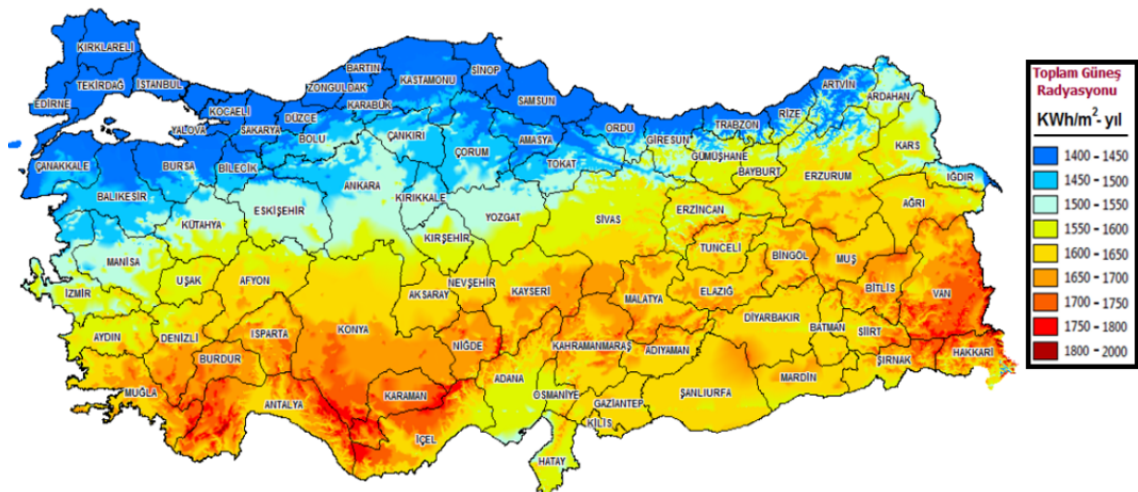 KIRKLARELİ
TEKİRDAĞ
İSTANBUL
EDİRNE
KOCAELİ
YALOVA
SAKARYA
DÜZCE
BARTIN
ZONGULDAK
KARABÜK
KASTAMONU
SİNOP
SAMSUN
BOLU
ÇANKIRI
ÇORUM
AMASYA
TOKAT
ORDU
GİRESUN
TRABZON
RİZE
ARTVİN
ARDAHAN
GÜMÜŞHANE
BAYBURT
ERZURUM
KARS
IĞDIR
AĞRI
ÇANAKKALE
BURSA
BİLECİK
BALIKESİR
KÜTAHYA
ESKİŞEHİR
ANKARA
KIRIKKALE
YOZGAT
KIRŞEHİR
SİVAS
ERZİNCAN
TUNCELİ
BİNGÖL
MUŞ
BİTLİS
VAN
MANİSA
İZMİR
UŞAK
AFYON
AKSARAY
NEVŞEHİR
KAYSERİ
MALATYA
ELAZIĞ
DİYARBAKIR
BATMAN
SİİRT
ŞIRNAK
HAKKARİ
AYDIN
DENİZLİ
ISPARTA
BURDUR
KONYA
NİĞDE
KAHRAMANMARAŞ
ADIYAMAN
MUĞLA
ANTALYA
KARAMAN
İÇEL
ADANA
OSMANİYE
GAZİANTEP
KİLİS
ŞANLIURFA
MARDİN
HATAY
Toplam Güneş
Radyasyonu
KWh/m²- yıl
1400 - 1450
1450 - 1500
1500 - 1550
1550 - 1600
1600 - 1650
1650 - 1700
1700 - 1750
1750 - 1800
1800 - 2000